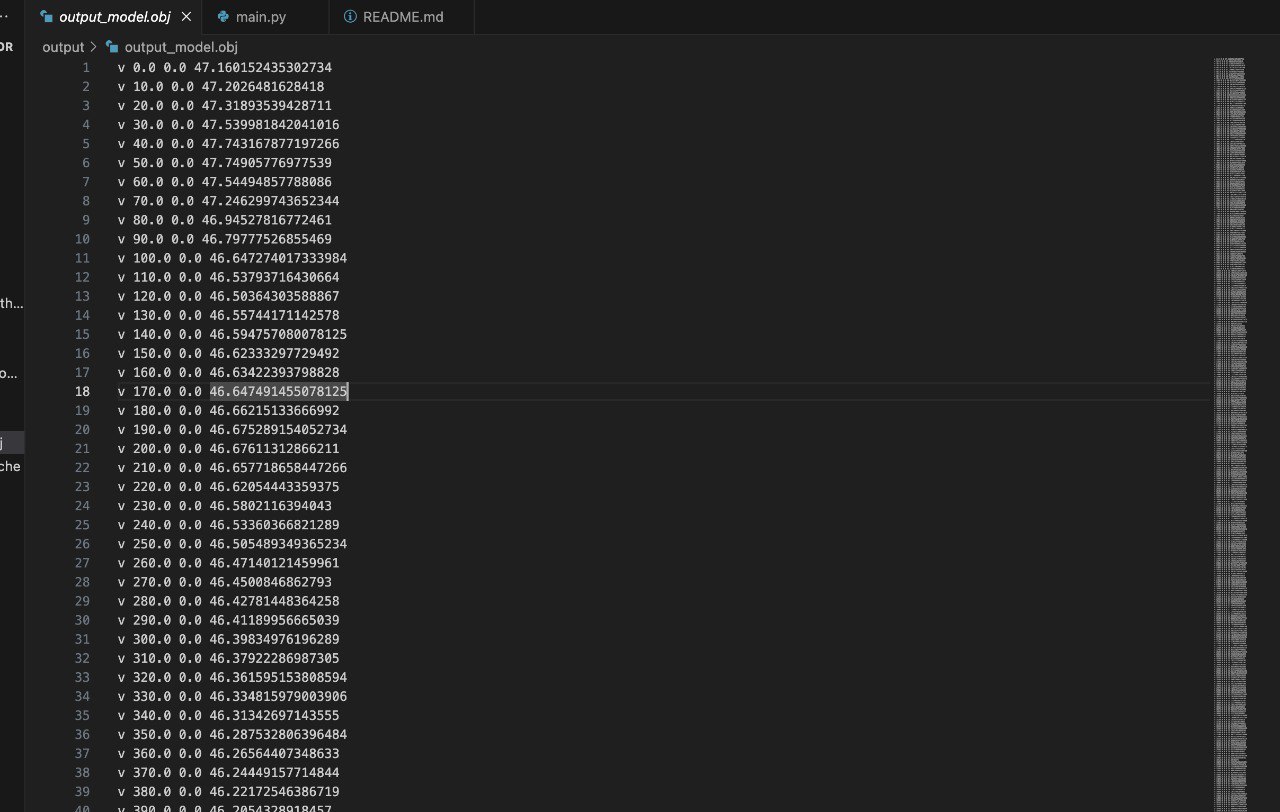 output_model.obj × main.py README.md
OR
output > output_model.obj
1 v 0.0 0.0 47.160152435302734
2 v 10.0 0.0 47.2026481628418
3 v 20.0 0.0 47.31893539428711
4 v 30.0 0.0 47.539981842041016
5 v 40.0 0.0 47.743167877197266
6 v 50.0 0.0 47.74905776977539
7 v 60.0 0.0 47.54494857788086
8 v 70.0 0.0 47.246299743652344
9 v 80.0 0.0 46.94527816772461
10 v 90.0 0.0 46.79777526855469
11 v 100.0 0.0 46.647274017333984
12 v 110.0 0.0 46.53793716430664
13 v 120.0 0.0 46.50364303588867
14 v 130.0 0.0 46.55744171142578
th...
15 v 140.0 0.0 46.594757080078125
16 v 150.0 0.0 46.62333297729492
17 v 160.0 0.0 46.63422393798828
o...
18 v 170.0 0.0 46.647491455078125
19 v 180.0 0.0 46.66215133666992
20 v 190.0 0.0 46.675289154052734
21 v 200.0 0.0 46.67611312866211
j
22 v 210.0 0.0 46.657718658447266
che
23 v 220.0 0.0 46.62054443359375
24 v 230.0 0.0 46.5802116394043
25 v 240.0 0.0 46.53360366821289
26 v 250.0 0.0 46.505489349365234
27 v 260.0 0.0 46.47140121459961
28 v 270.0 0.0 46.4500846862793
29 v 280.0 0.0 46.42781448364258
30 v 290.0 0.0 46.41189956665039
31 v 300.0 0.0 46.39834976196289
32 v 310.0 0.0 46.37922286987305
33 v 320.0 0.0 46.361595153808594
34 v 330.0 0.0 46.334815979003906
35 v 340.0 0.0 46.31342697143555
36 v 350.0 0.0 46.287532806396484
37 v 360.0 0.0 46.26564407348633
38 v 370.0 0.0 46.24449157714844
39 v 380.0 0.0 46.22172546386719
40 v 390.0 0.0 46.2054328918457